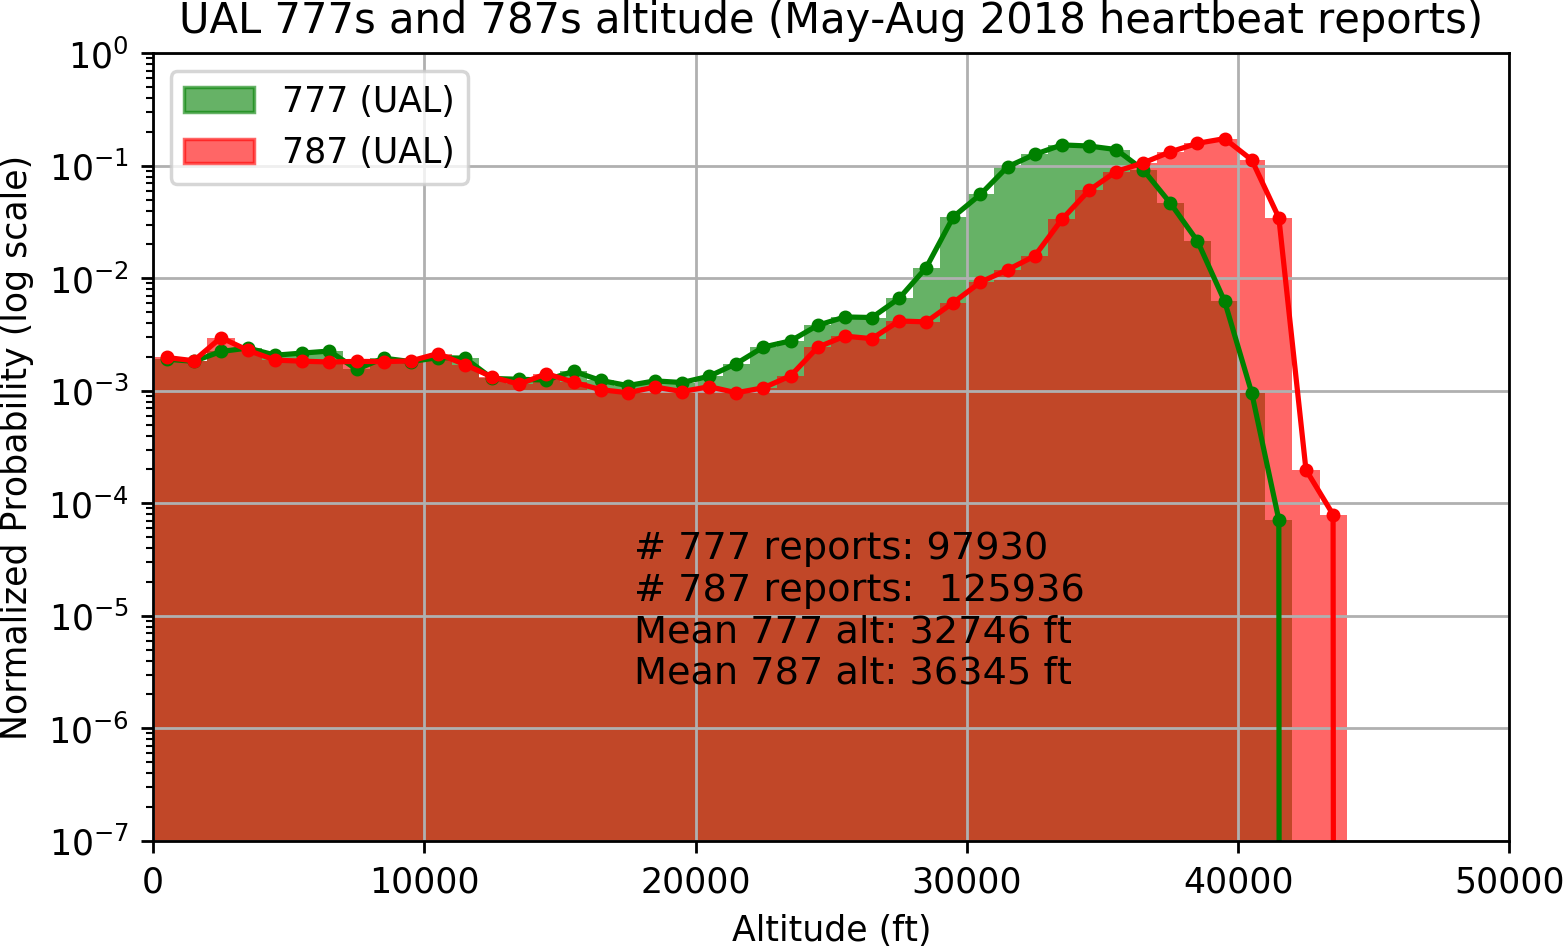 UAL 777s and 787s altitude (May-Aug 2018 heartbeat reports)
777 (UAL)
787 (UAL)
Normalized Probability (log scale)
10⁰
10⁻¹
10⁻²
10⁻³
10⁻⁴
10⁻⁵
10⁻⁶
10⁻⁷
# 777 reports: 97930
# 787 reports:  125936
Mean 777 alt: 32746 ft
Mean 787 alt: 36345 ft
0 10000 20000 30000 40000 50000
Altitude (ft)